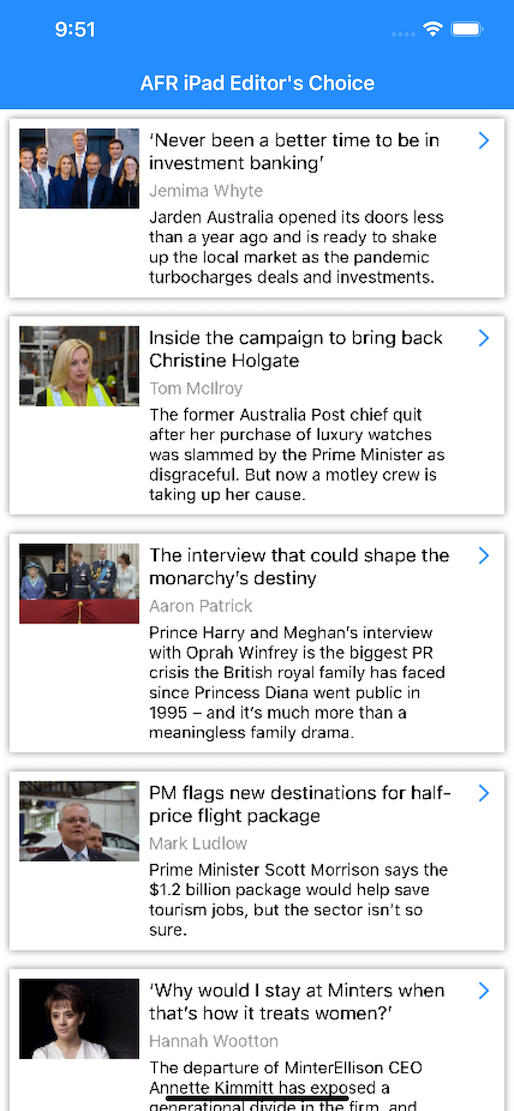 9:51
AFR iPad Editor's Choice
‘Never been a better time to be in
investment banking’
Jemima Whyte
Jarden Australia opened its doors less
than a year ago and is ready to shake
up the local market as the pandemic
turbocharges deals and investments.
Inside the campaign to bring back
Christine Holgate
Tom McIlroy
The former Australia Post chief quit
after her purchase of luxury watches
was slammed by the Prime Minister as
disgraceful. But now a motley crew is
taking up her cause.
The interview that could shape the
monarchy’s destiny
Aaron Patrick
Prince Harry and Meghan’s interview
with Oprah Winfrey is the biggest PR
crisis the British royal family has faced
since Princess Diana went public in
1995 – and it’s much more than a
meaningless family drama.
PM flags new destinations for half-
price flight package
Mark Ludlow
Prime Minister Scott Morrison says the
$1.2 billion package would help save
tourism jobs, but the sector isn’t so
sure.
‘Why would I stay at Minters when
that’s how it treats women?’
Hannah Wootton
The departure of MinterEllison CEO
Annette Kimmitt has exposed a
generational divide in the firm, and